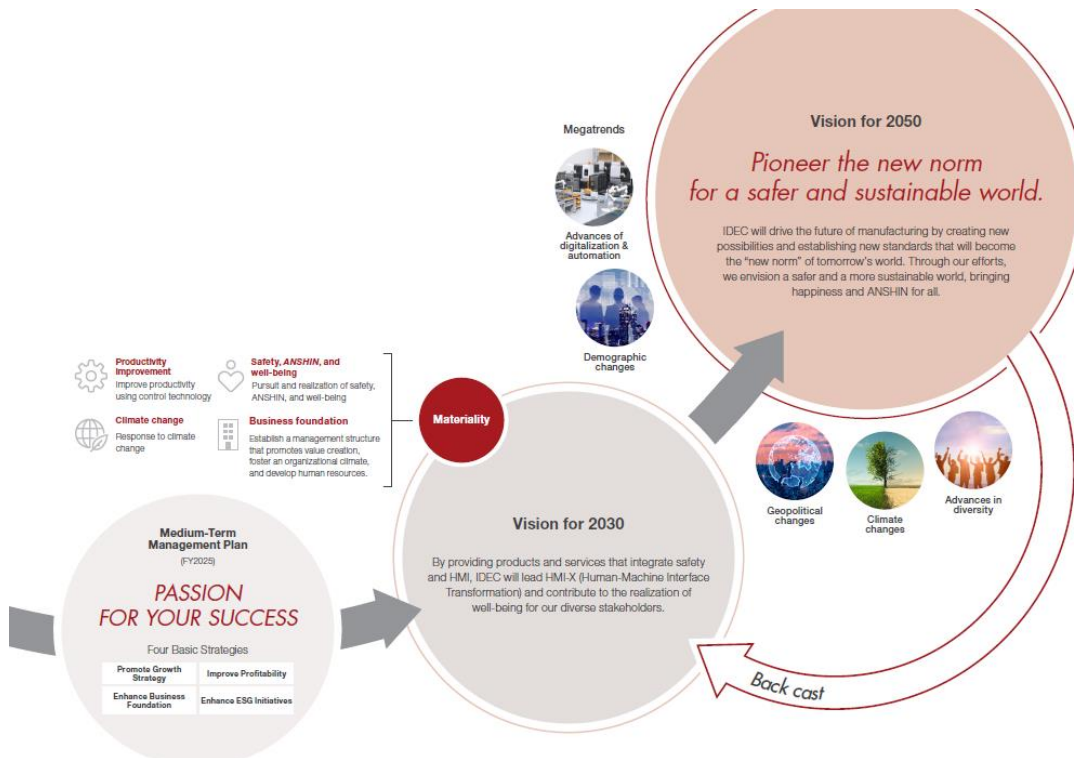 Vision for 2050
Pioneer the new norm
for a safer and sustainable world.
IDEC will drive the future of manufacturing by creating new
possibilities and establishing new standards that will become
the “new norm” of tomorrow’s world. Through our efforts,
we envision a safer and a more sustainable world, bringing
happiness and ANSHIN for all.
Megatrends
Advances of
digitalization &
automation
Demographic
changes
Geopolitical
changes
Climate
changes
Advances in
diversity
Productivity
improvement
Improve productivity
using control technology
Safety, ANSHIN, and
well-being
Pursuit and realization of safety,
ANSHIN, and well-being
Climate change
Response to climate
change
Business foundation
Establish a management structure
that promotes value creation,
foster an organizational climate,
and develop human resources.
Materiality
Vision for 2030
By providing products and services that integrate safety
and HMI, IDEC will lead HMI-X (Human-Machine Interface
Transformation) and contribute to the realization of
well-being for our diverse stakeholders.
Medium-Term
Management Plan
(FY2025)
PASSION
FOR YOUR SUCCESS
Four Basic Strategies
Promote Growth
Strategy
Improve Profitability
Enhance Business
Foundation
Enhance ESG Initiatives
Back cast